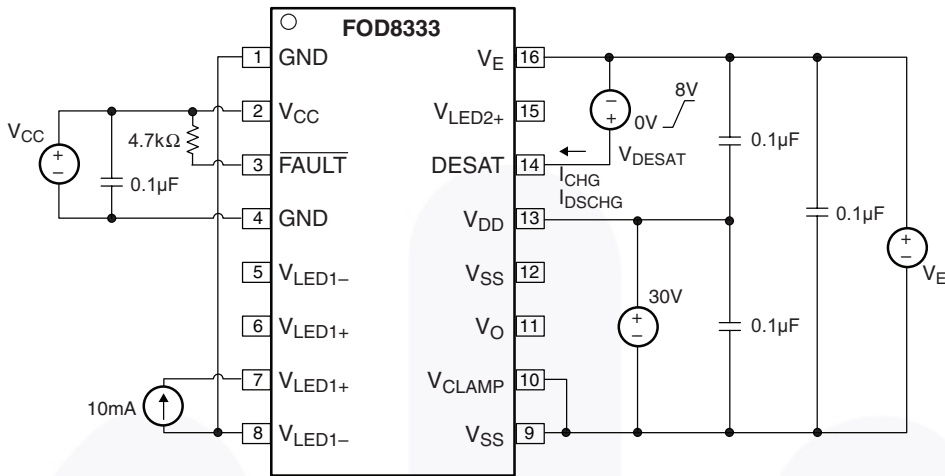 FOD8333
1 GND
2 VCC
3 FAULT
4 GND
5 VLED1–
6 VLED1+
7 VLED1+
8 VLED1–
VE 16
VLED2+ 15
DESAT 14
VDD 13
VSS 12
VO 11
VCLAMP 10
VSS 9
VCC
+
–
4.7kΩ
0.1µF
10mA
–
+
0V
8V
VDESAT
ICHG
IDSCHG
0.1µF
30V
+
–
0.1µF
0.1µF
+
–
VE